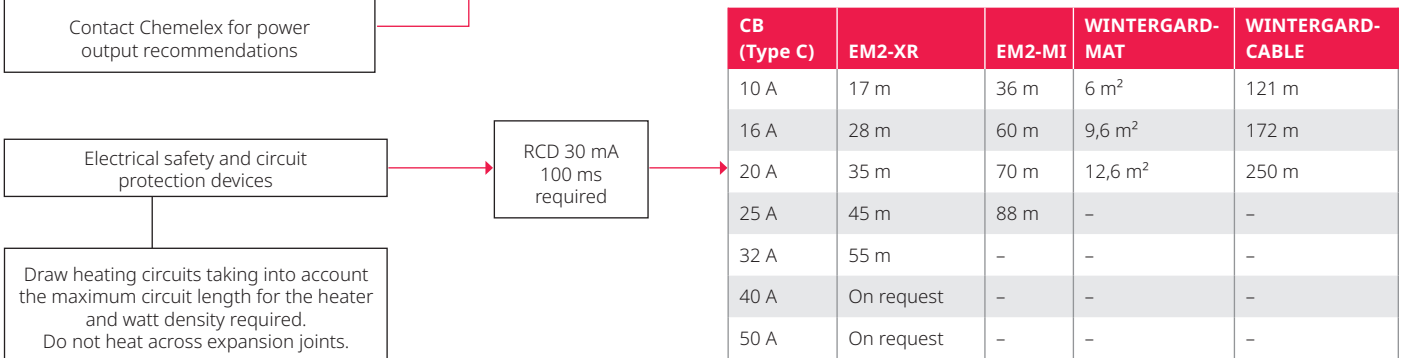 Contact Chemelex for power
output recommendations
Electrical safety and circuit
protection devices
RCD 30 mA
100 ms
required
Draw heating circuits taking into account
the maximum circuit length for the heater
and watt density required.
Do not heat across expansion joints.
CB (Type C) EM2-XR EM2-MI WINTERGARD-MAT WINTERGARD-CABLE
10 A 17 m 36 m 6 m² 121 m
16 A 28 m 60 m 9,6 m² 172 m
20 A 35 m 70 m 12,6 m² 250 m
25 A 45 m 88 m – –
32 A 55 m – – –
40 A On request – – –
50 A On request – – –